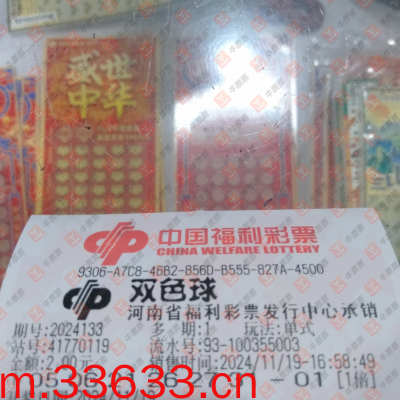 盛世
中华
中国福利彩票
CHINA WELFARE LOTTERY
9306-A7C8-4BB2-856D-B555-827A-4500
双色球
河南省福利彩票发行中心承销
期号:2024133 多期:1 玩法:单式
站号:41770119 流水号:93-100355003
金额:2.00元 销售时间:2024/11/19-16:58:49
-01 [1倍]
m.33633.cn